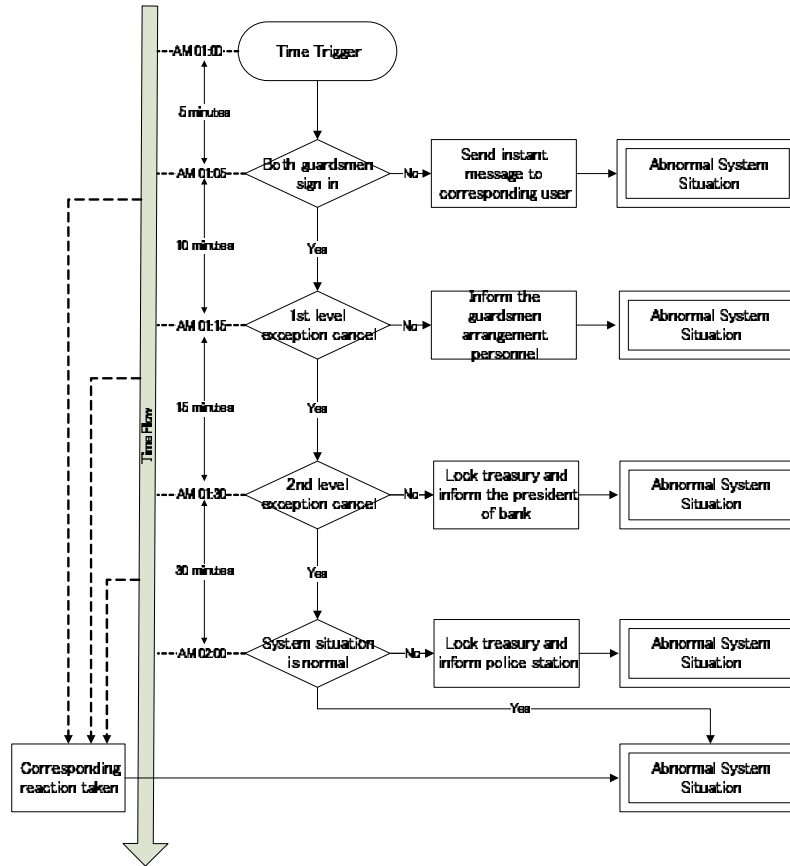 AM 01:00
Time Trigger
5 minutes
AM 01:05
Both guardsmen
sign in
No
Send instant
message to
corresponding user
Abnormal System
Situation
10 minutes
Yes
AM 01:15
1st level
exception cancel
No
Inform the
guardsmen
arrangement
personnel
Abnormal System
Situation
15 minutes
Yes
Time Flow
AM 01:30
2nd level
exception cancel
No
Lock treasury and
inform the president
of bank
Abnormal System
Situation
30 minutes
Yes
AM 02:00
System situation
is normal
No
Lock treasury and
inform police station
Abnormal System
Situation
Yes
Corresponding
reaction taken
Abnormal System
Situation